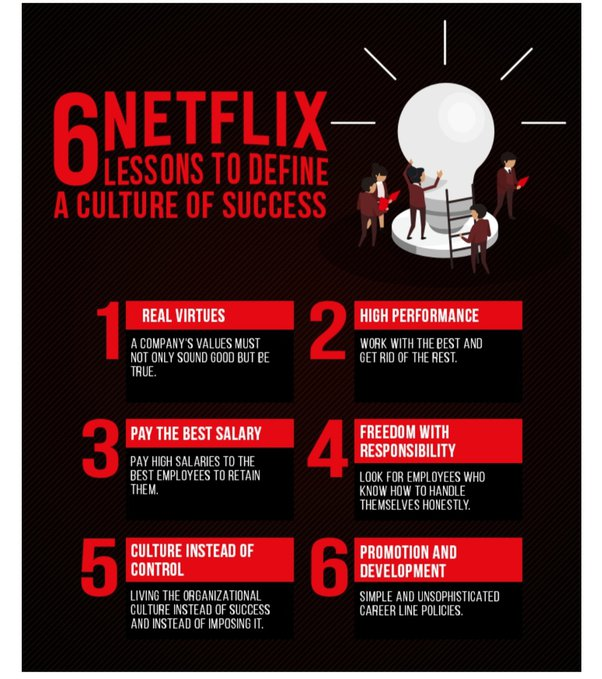 6 NETFLIX
LESSONS TO DEFINE
A CULTURE OF SUCCESS
1 REAL VIRTUES
A COMPANY'S VALUES MUST
NOT ONLY SOUND GOOD BUT BE
TRUE.
2 HIGH PERFORMANCE
WORK WITH THE BEST AND
GET RID OF THE REST.
3 PAY THE BEST SALARY
PAY HIGH SALARIES TO THE
BEST EMPLOYEES TO RETAIN
THEM.
4 FREEDOM WITH
RESPONSIBILITY
LOOK FOR EMPLOYEES WHO
KNOW HOW TO HANDLE
THEMSELVES HONESTLY.
5 CULTURE INSTEAD OF
CONTROL
LIVING THE ORGANIZATIONAL
CULTURE INSTEAD OF SUCCESS
AND INSTEAD OF IMPOSING IT.
6 PROMOTION AND
DEVELOPMENT
SIMPLE AND UNSOPHISTICATED
CAREER LINE POLICIES.